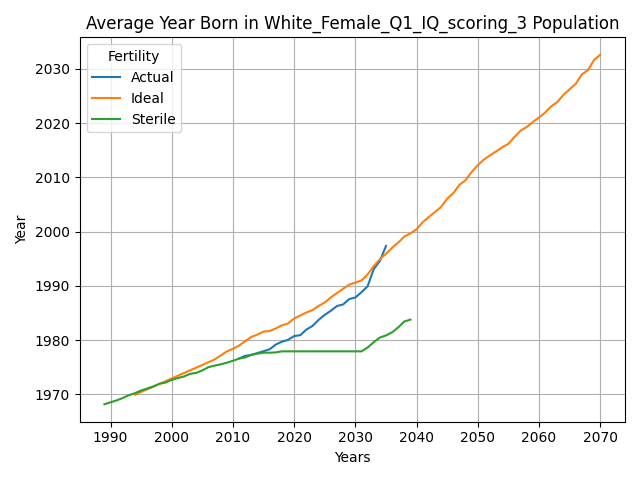 Average Year Born in White_Female_Q1_IQ_scoring_3 Population
Fertility
Actual
Ideal
Sterile
2030
2020
2010
2000
1990
1980
1970
Year
1990 2000 2010 2020 2030 2040 2050 2060 2070
Years